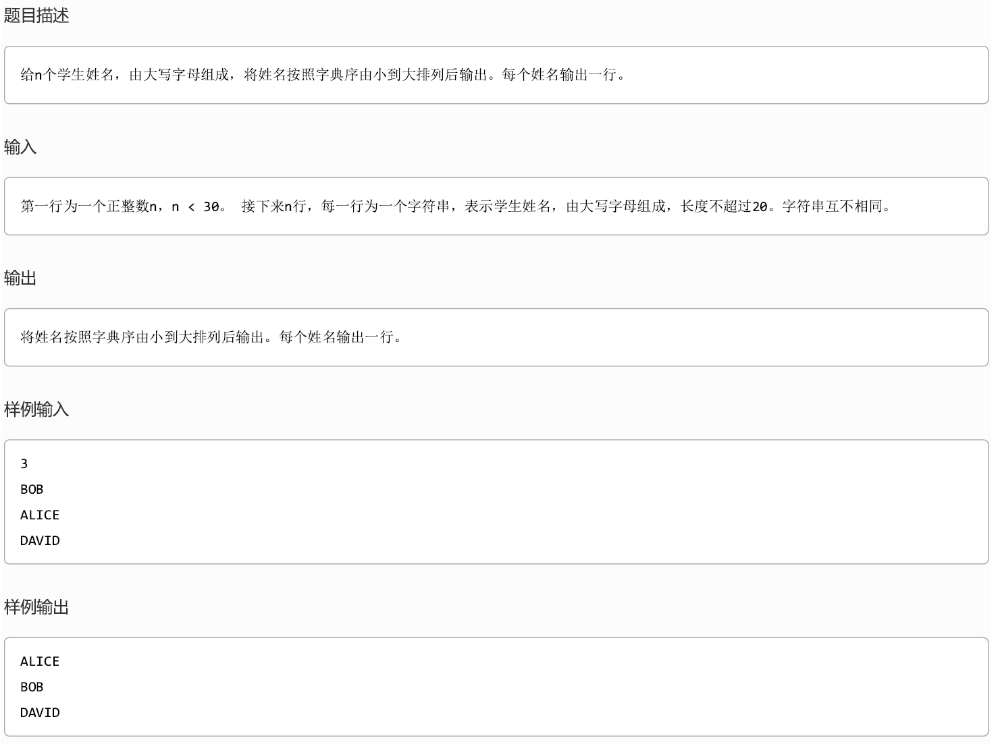 题目描述
给n个学生姓名，由大写字母组成，将姓名按照字典序由小到大排列后输出。每个姓名输出一行。
输入
第一行为一个正整数n，n < 30。 接下来n行，每一行为一个字符串，表示学生姓名，由大写字母组成，长度不超过20。字符串互不相同。
输出
将姓名按照字典序由小到大排列后输出。每个姓名输出一行。
样例输入
3
BOB
ALICE
DAVID
样例输出
ALICE
BOB
DAVID